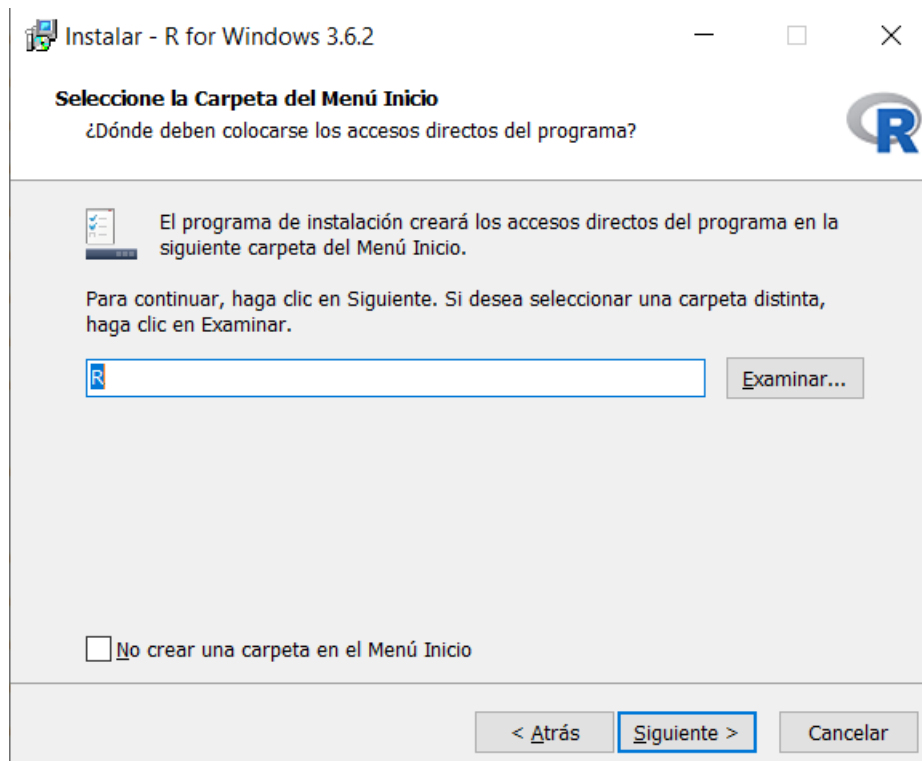 Instalar - R for Windows 3.6.2
Seleccione la Carpeta del Menú Inicio
¿Dónde deben colocarse los accesos directos del programa?
R
El programa de instalación creará los accesos directos del programa en la
siguiente carpeta del Menú Inicio.
Para continuar, haga clic en Siguiente. Si desea seleccionar una carpeta distinta,
haga clic en Examinar.
R
Examinar...
No crear una carpeta en el Menú Inicio
< Atrás
Siguiente >
Cancelar